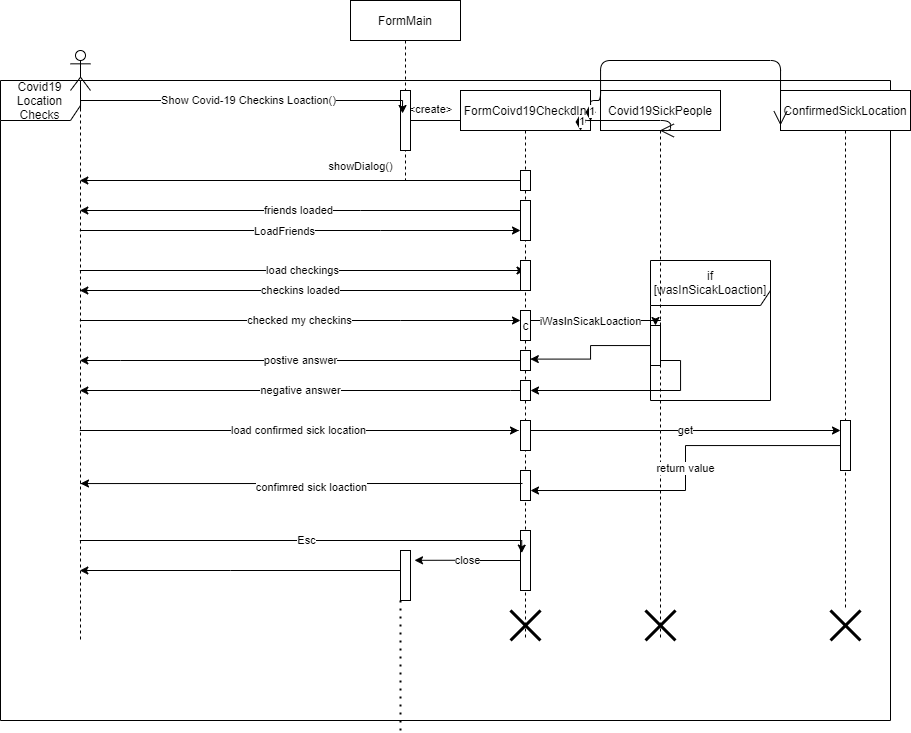 FormMain
Covid19
Location
Checks
Show Covid-19 Checkins Loaction()
<create>
FormCoivd19CheckdIn
1
1
Covid19SickPeople
ConfirmedSickLocation
showDialog()
friends loaded
LoadFriends
load checkings
checkins loaded
if
[wasInSicakLoaction]
checked my checkins
c
iWasInSicakLoaction
postive answer
negative answer
load confirmed sick location
get
return value
confimred sick loaction
Esc
close